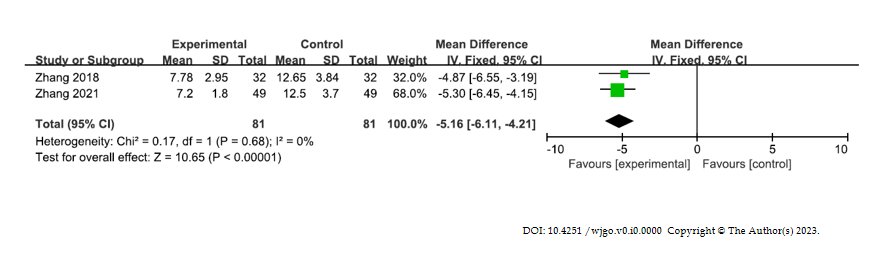 Experimental Control Mean Difference Mean Difference
Study or Subgroup Mean SD Total Mean SD Total Weight IV. Fixed. 95% CI IV. Fixed. 95% CI
Zhang 2018 7.78 2.95 32 12.65 3.84 32 32.0% -4.87 [-6.55, -3.19]
Zhang 2021 7.2 1.8 49 12.5 3.7 49 68.0% -5.30 [-6.45, -4.15]
Total (95% CI) 81 81 100.0% -5.16 [-6.11, -4.21]
Heterogeneity: Chi² = 0.17, df = 1 (P = 0.68); I² = 0%
Test for overall effect: Z = 10.65 (P < 0.00001)
-10 -5 0 5 10
Favours [experimental] Favours [control]
DOI: 10.4251 /wjgo.v0.i0.0000 Copyright © The Author(s) 2023.